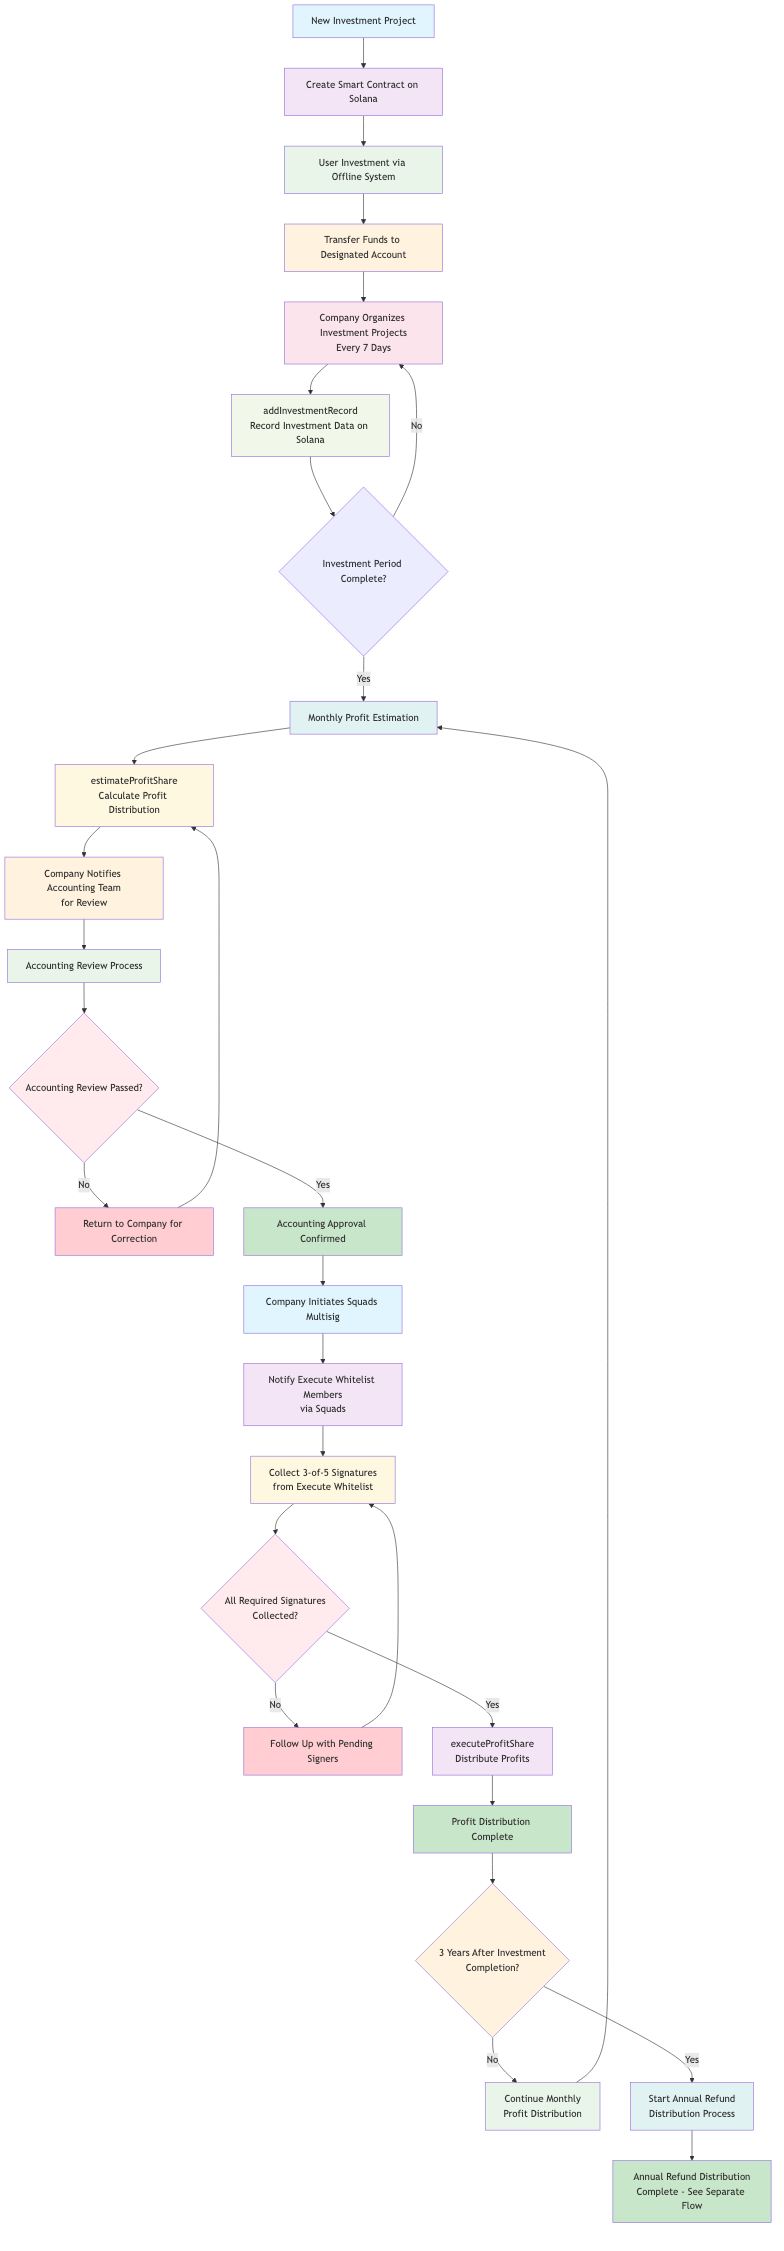 New Investment Project
Create Smart Contract on
Solana
User Investment via
Offline System
Transfer Funds to
Designated Account
Company Organizes
Investment Projects
Every 7 Days
addInvestmentRecord
Record Investment Data on
Solana
No
Investment Period
Complete?
Yes
Monthly Profit Estimation
estimateProfitShare
Calculate Profit
Distribution
Company Notifies
Accounting Team
for Review
Accounting Review Process
Accounting Review Passed?
No
Yes
Return to Company for
Correction
Accounting Approval
Confirmed
Company Initiates Squads
Multisig
Notify Execute Whitelist
Members
via Squads
Collect 3-of-5 Signatures
from Execute Whitelist
All Required Signatures
Collected?
No
Yes
Follow Up with Pending
Signers
executeProfitShare
Distribute Profits
Profit Distribution
Complete
3 Years After Investment
Completion?
No
Yes
Continue Monthly
Profit Distribution
Start Annual Refund
Distribution Process
Annual Refund Distribution
Complete - See Separate
Flow